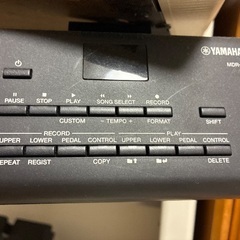 YAMAHA
MDR-
PAUSE STOP PLAY SONG SELECT RECORD
CUSTOM – TEMPO – FORMAT
SHIFT
RECORD PLAY
UPPER LOWER PEDAL CONTROL UPPER LOWER PEDAL CONTROL
REPEAT REGIST COPY DELETE